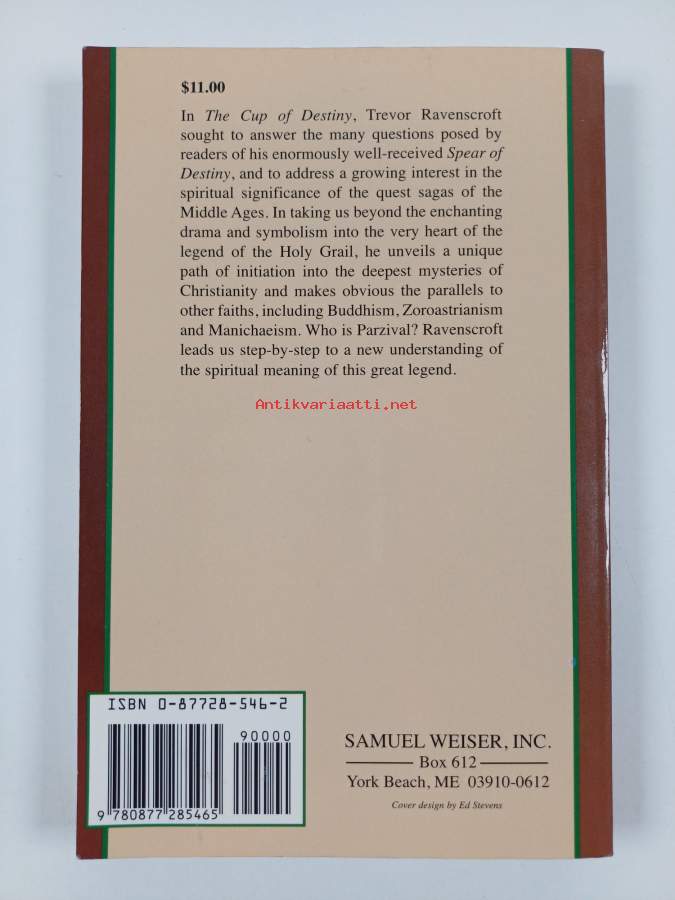 $11.00
In The Cup of Destiny, Trevor Ravenscroft
sought to answer the many questions posed by
readers of his enormously well-received Spear of
Destiny, and to address a growing interest in the
spiritual significance of the quest sagas of the
Middle Ages. In taking us beyond the enchanting
drama and symbolism into the very heart of the
legend of the Holy Grail, he unveils a unique
path of initiation into the deepest mysteries of
Christianity and makes obvious the parallels to
other faiths, including Buddhism, Zoroastrianism
and Manichaeism. Who is Parzival? Ravenscroft
leads us step-by-step to a new understanding of
the spiritual meaning of this great legend.
Antikvariaatti.net
ISBN 0-87728-546-2
90000
9 780877 285465
SAMUEL WEISER, INC.
Box 612
York Beach, ME 03910-0612
Cover design by Ed Stevens